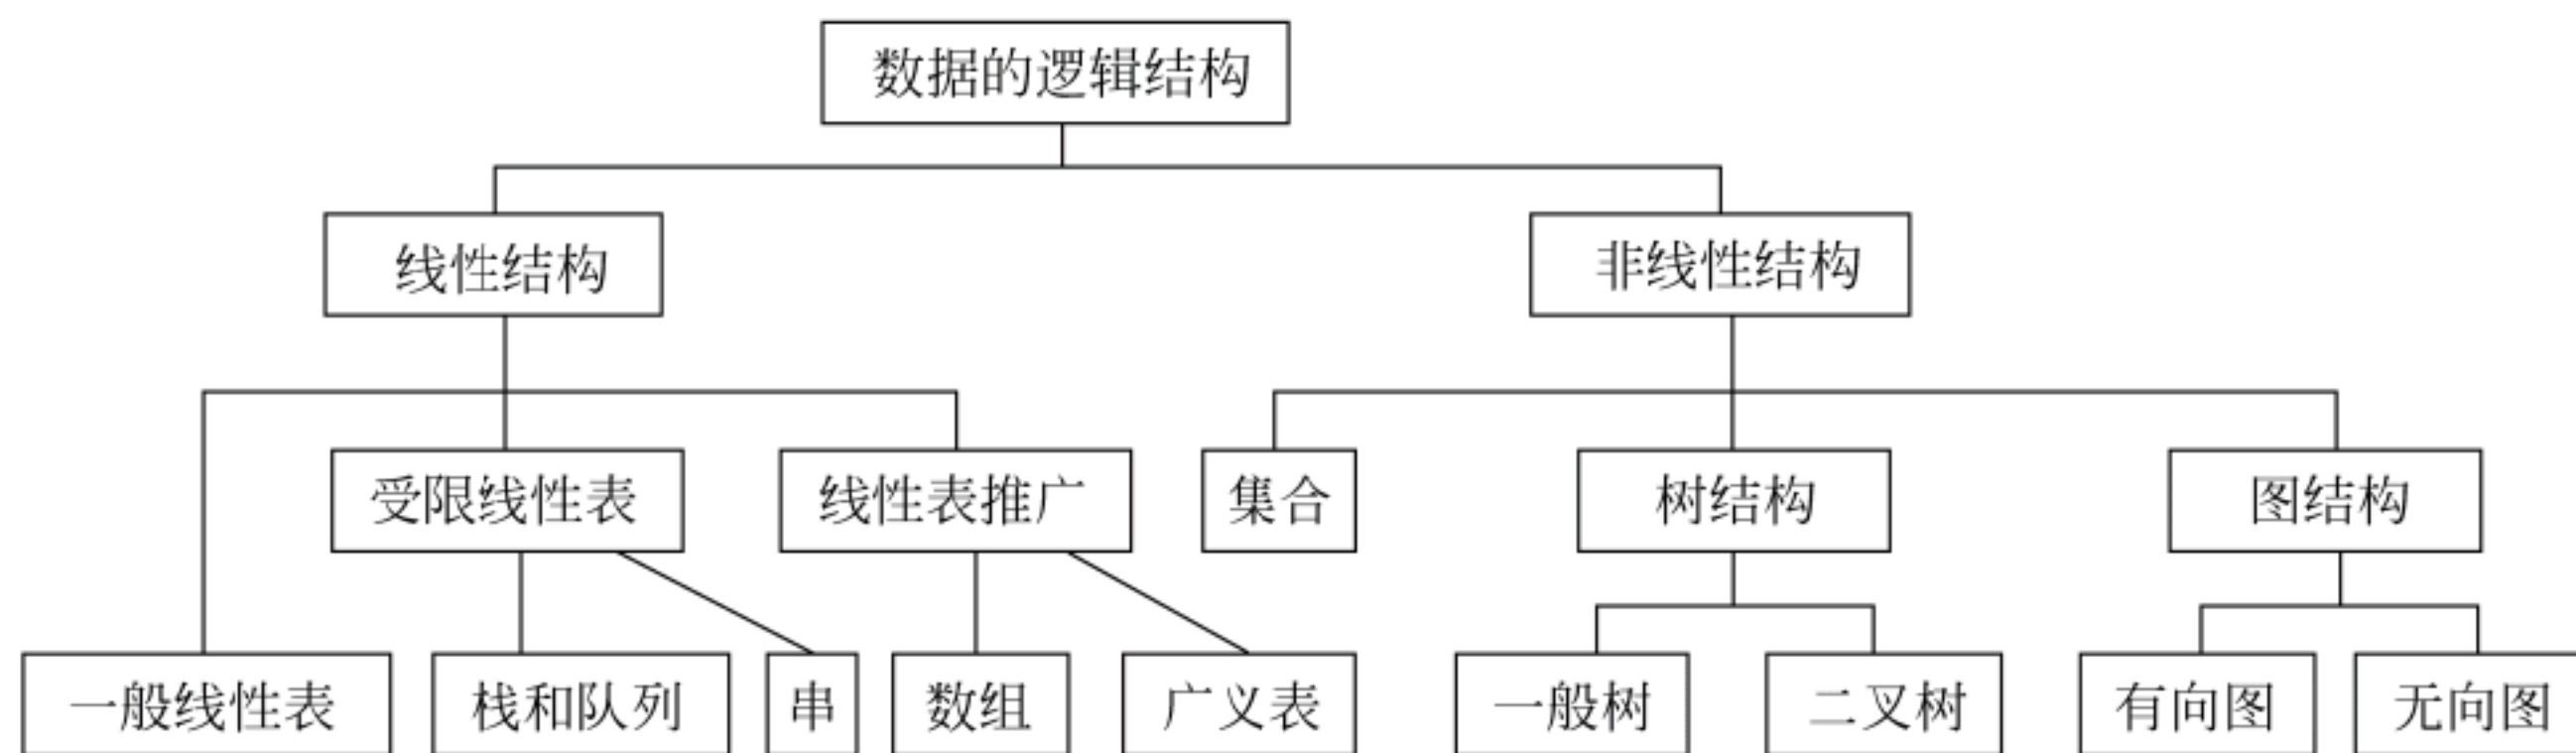 数据的逻辑结构
线性结构
非线性结构
受限线性表
线性表推广
集合
树结构
图结构
一般线性表
栈和队列
串
数组
广义表
一般树
二叉树
有向图
无向图